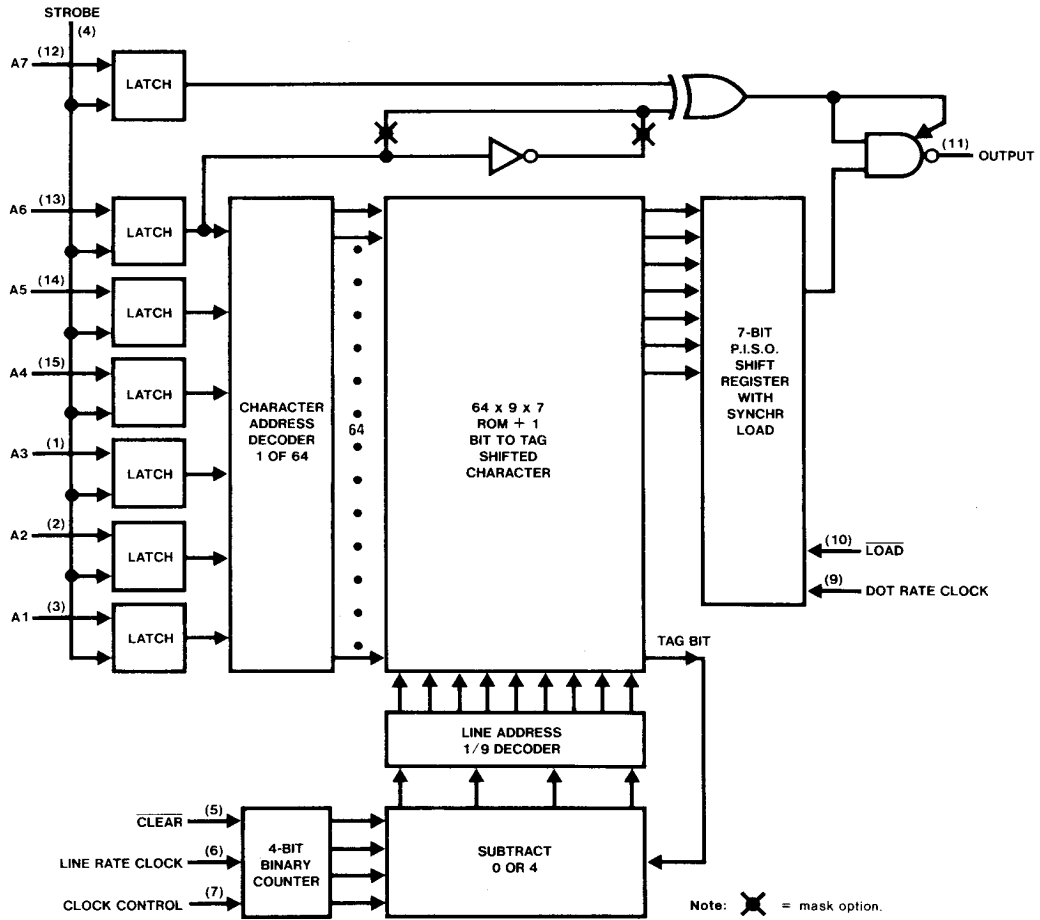 STROBE
(4)
A7 (12)
LATCH
A6 (13)
LATCH
A5 (14)
LATCH
A4 (15)
LATCH
A3 (1)
LATCH
A2 (2)
LATCH
A1 (3)
LATCH
CHARACTER
ADDRESS
DECODER
1 OF 64
64
64 x 9 x 7
ROM + 1
BIT TO TAG
SHIFTED
CHARACTER
7-BIT
P.I.S.O.
SHIFT
REGISTER
WITH
SYNCHR
LOAD
(11)
OUTPUT
(10) LOAD
(9)
DOT RATE CLOCK
TAG BIT
LINE ADDRESS
1/9 DECODER
CLEAR (5)
LINE RATE CLOCK (6)
CLOCK CONTROL (7)
4-BIT
BINARY
COUNTER
SUBTRACT
0 OR 4
Note: = mask option.